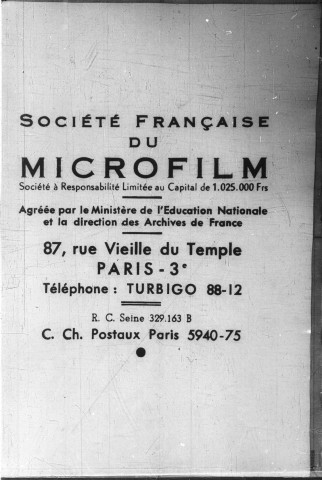 SOCIÉTÉ FRANÇAISE
DU
MICROFILM
Société à Responsabilité Limitée au Capital de 1.025.000 Frs
Agréée par le Ministère de l'Education Nationale
et la direction des Archives de France
87, rue Vieille du Temple
PARIS - 3e
Téléphone : TURBIGO 88-12
R. C. Seine 329.163 B
C. Ch. Postaux Paris 5940-75